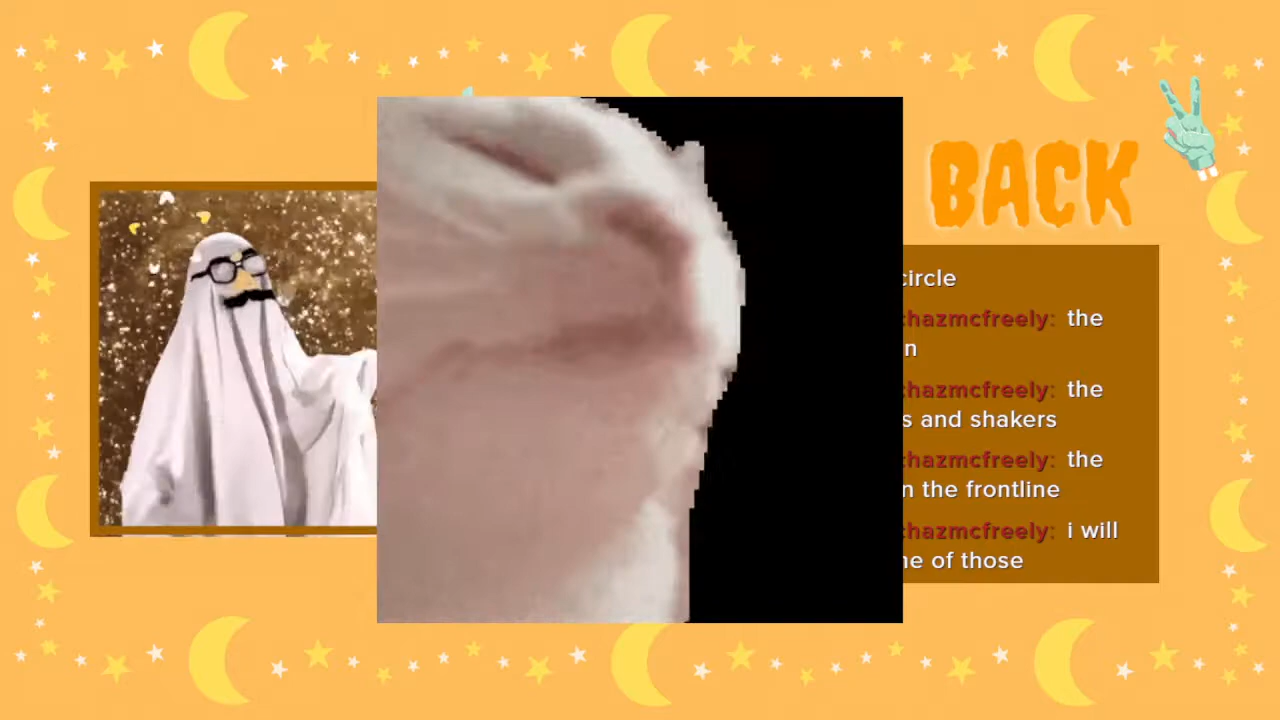 BACK
circle
chazmcfreely: the
n
chazmcfreely: the
s and shakers
chazmcfreely: the
n the frontline
chazmcfreely: i will
ne of those